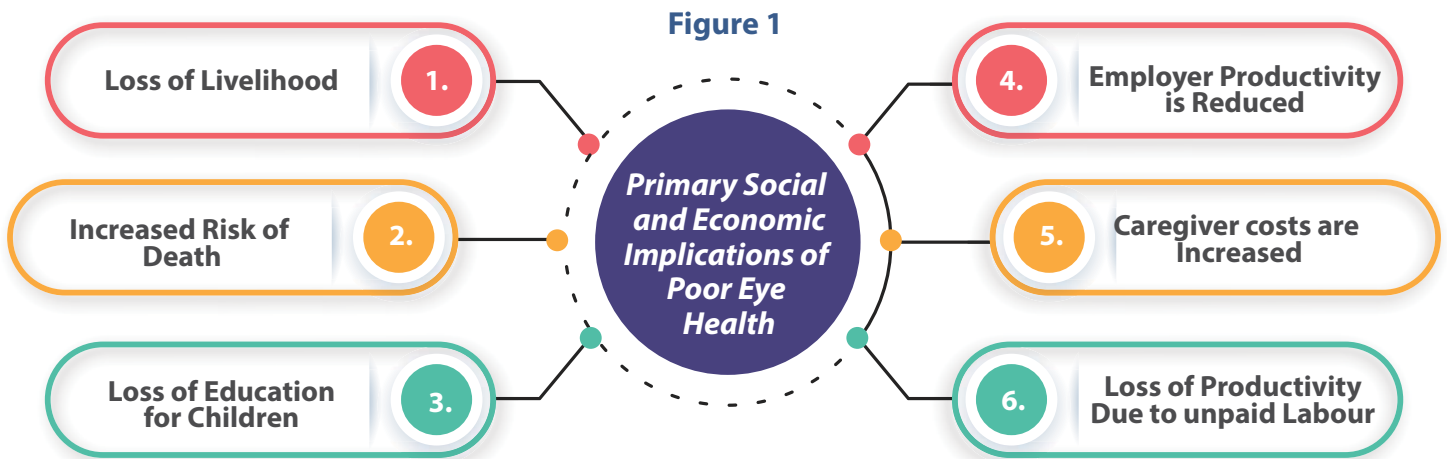 Figure 1
Loss of Livelihood
1.
Increased Risk of
Death
2.
Loss of Education
for Children
3.
Primary Social
and Economic
Implications of
Poor Eye
Health
4.
Employer Productivity
is Reduced
5.
Caregiver costs are
Increased
6.
Loss of Productivity
Due to unpaid Labour